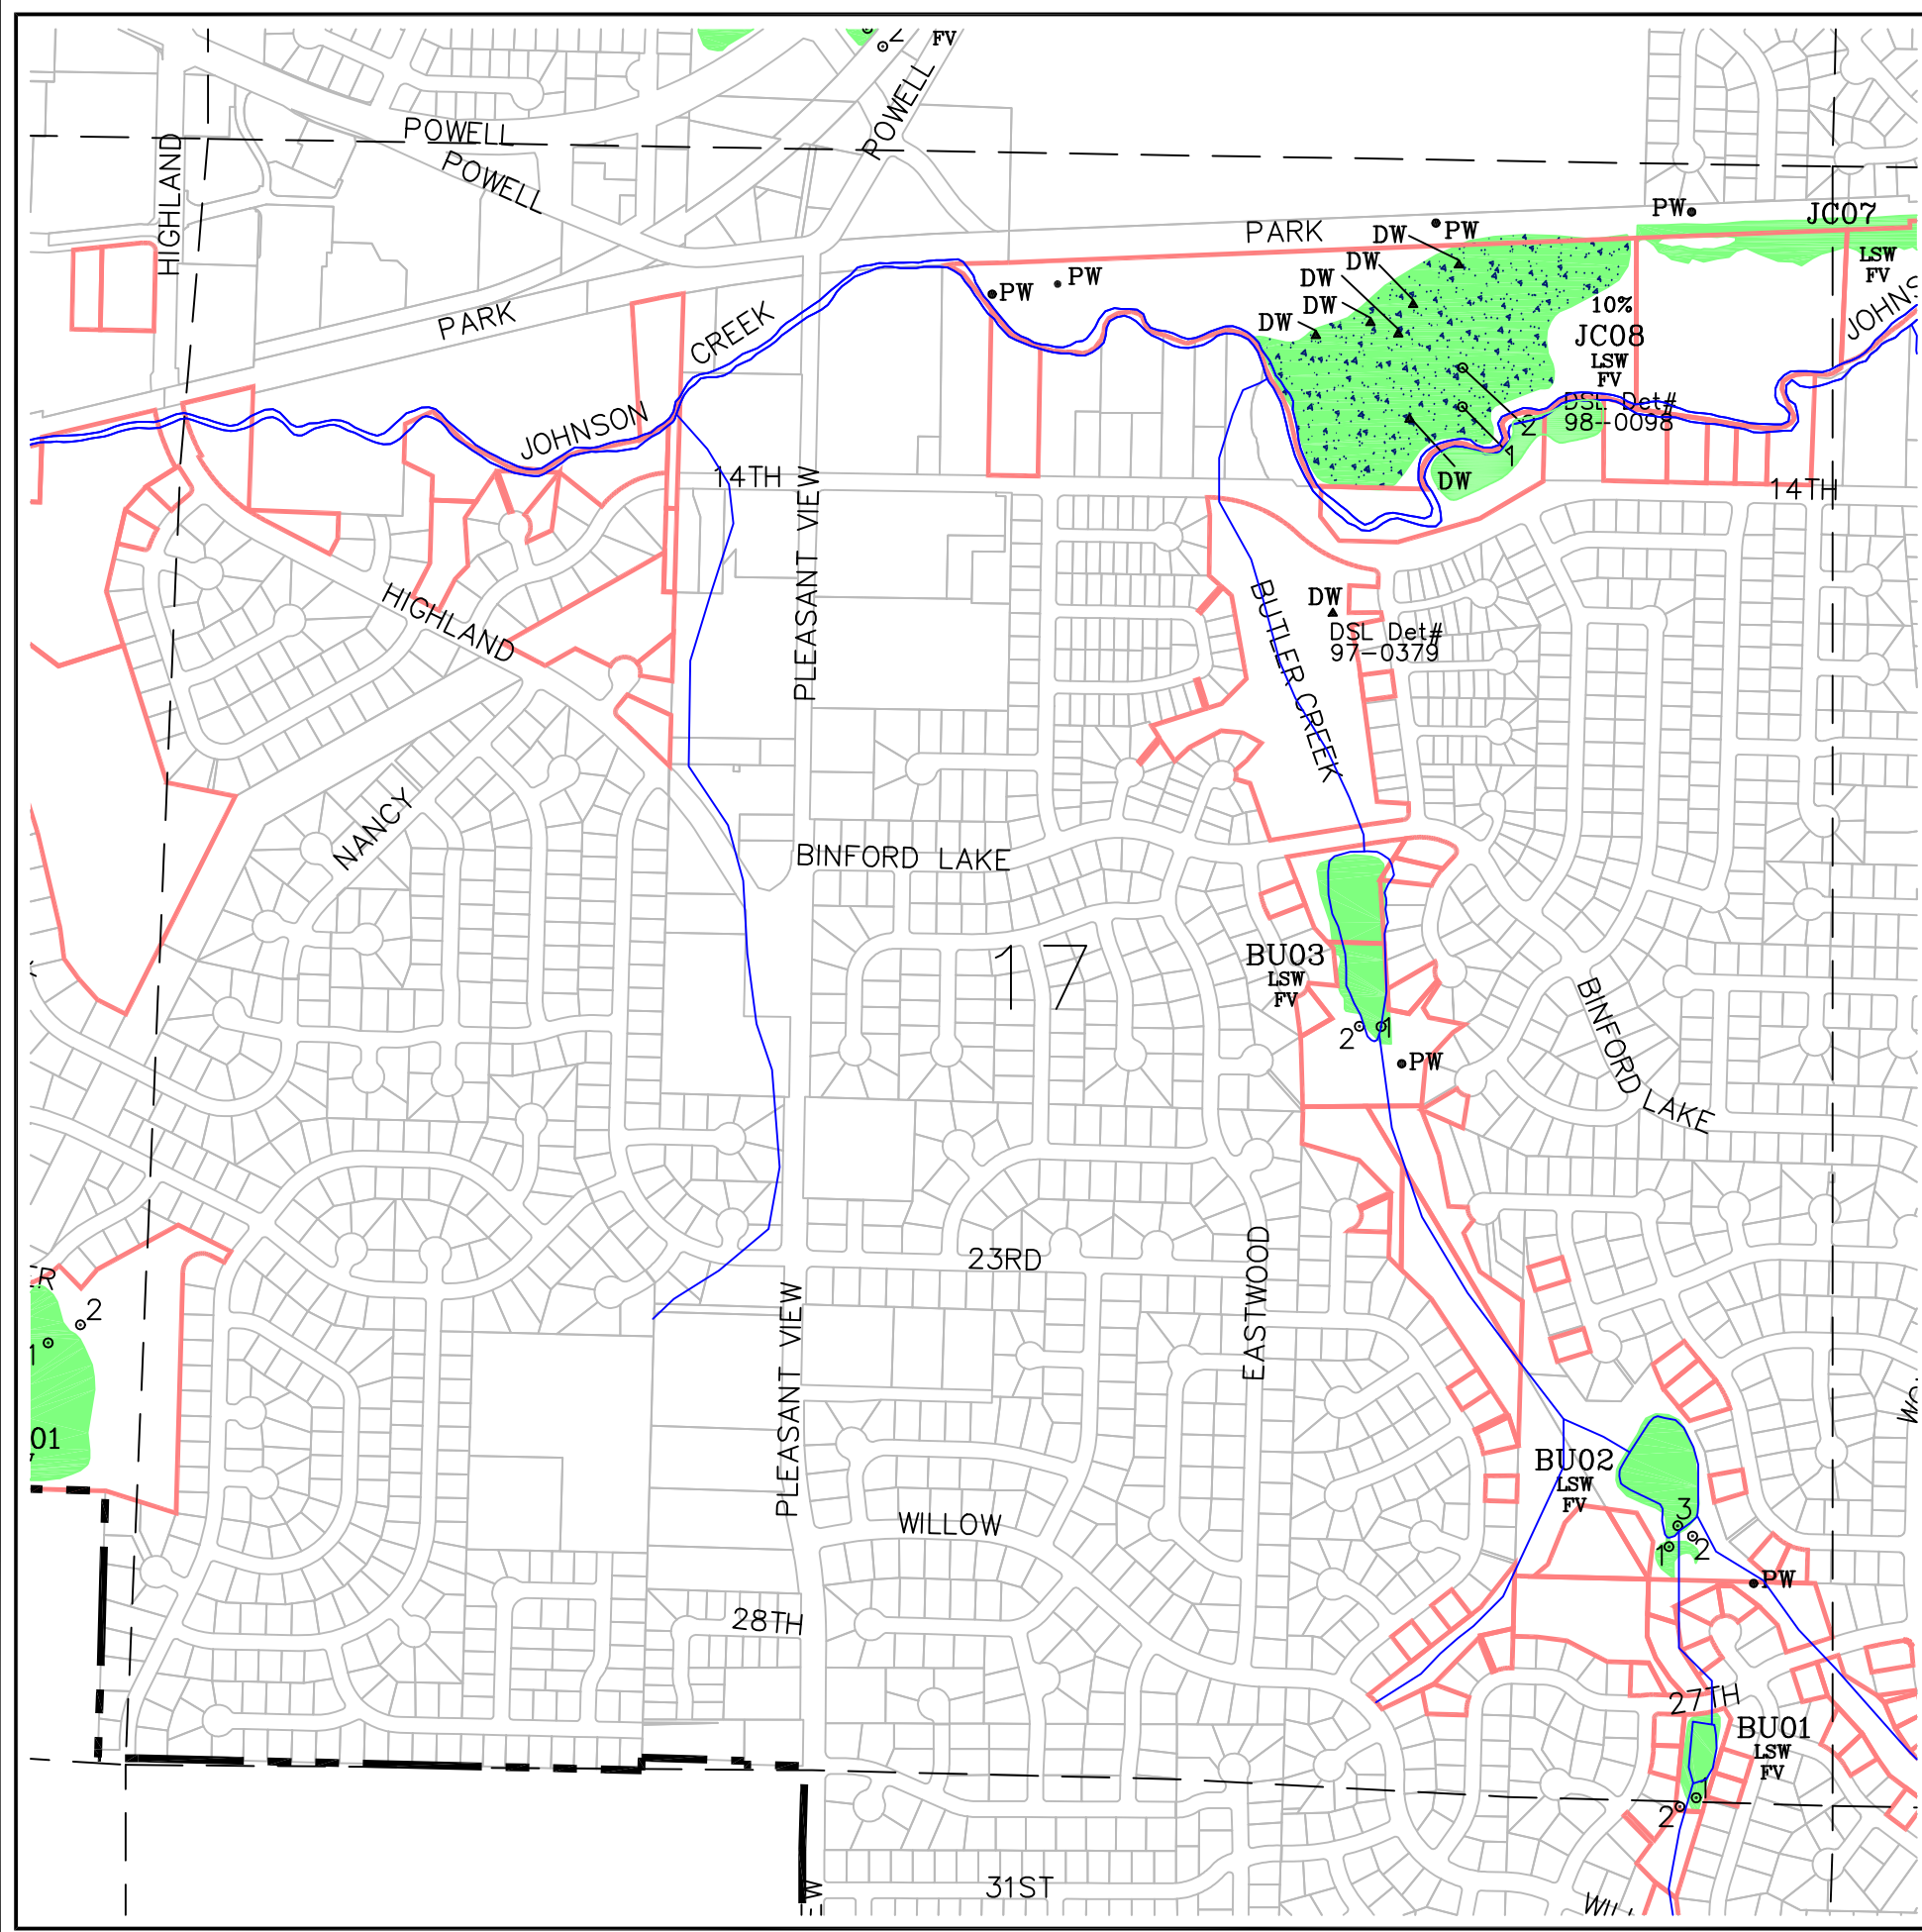 2
FV
POWELL
POWELL
POWELL
HIGHLAND
PARK
PARK
PW
PW
PW
PW
JC07
LSW
FV
DW
DW
DW
DW
DW
10%
JC08
LSW
FV
DSL Det#
98-0098
2
1
DW
CREEK
JOHNSON
14TH
14TH
PLEASANT VIEW
HIGHLAND
BUTLER CREEK
DW
DSL Det#
97-0379
NANCY
BINFORD LAKE
17
BU03
LSW
FV
2
1
PW
BINFORD LAKE
23RD
EASTWOOD
ER
2
1
01
PLEASANT VIEW
BU02
LSW
FV
3
1
2
PW
WILLOW
28TH
27TH
BU01
LSW
FV
1
2
31ST